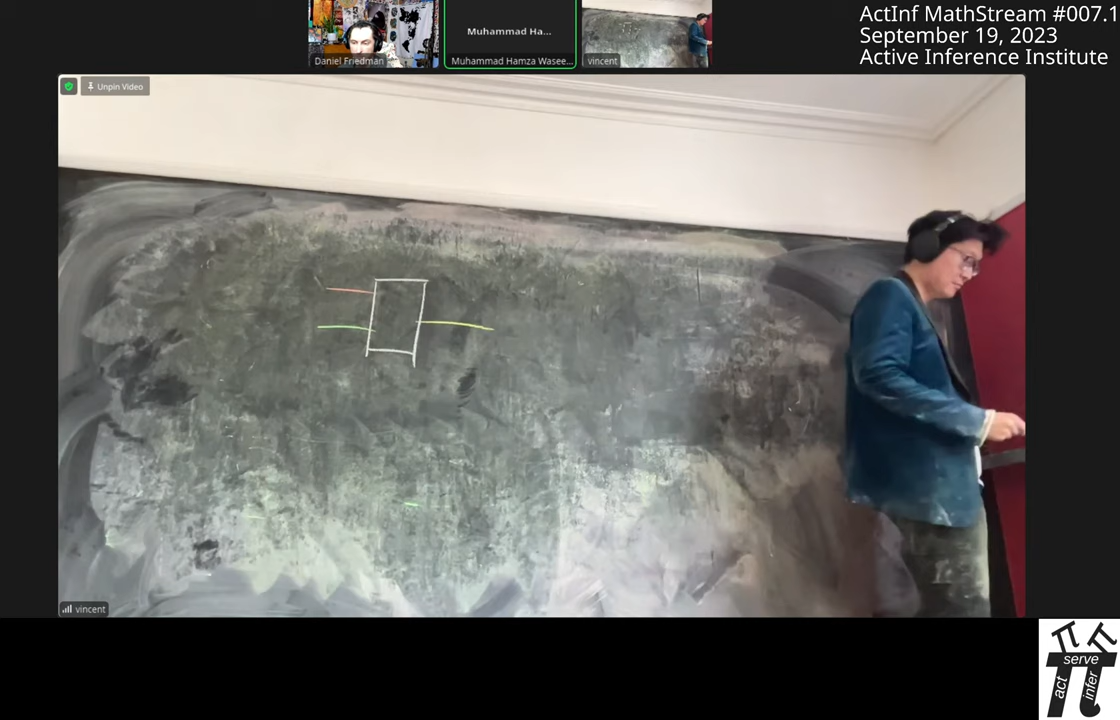 ActInf MathStream #007.1
September 19, 2023
Active Inference Institute
Muhammad Ha...
Daniel Friedman
Muhammad Hamza Wasee...
vincent
Unpin Video
vincent
serve
act
infer